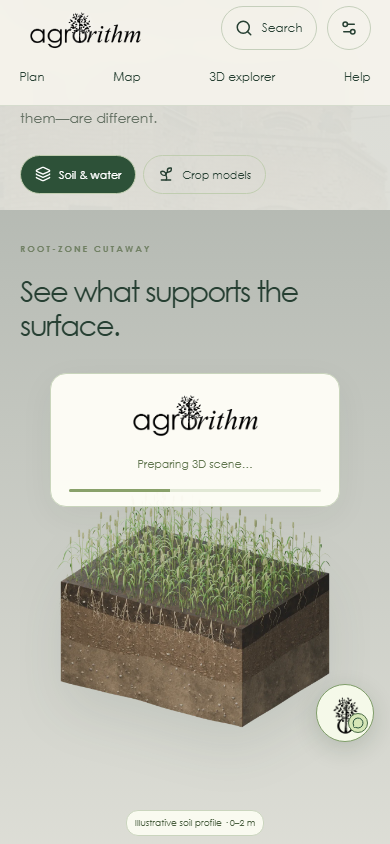 agrorithm
Search
Plan
Map
3D explorer
Help
them—are different.
Soil & water
Crop models
ROOT-ZONE CUTAWAY
See what supports the
surface.
agrorithm
Preparing 3D scene...
Illustrative soil profile · 0–2 m